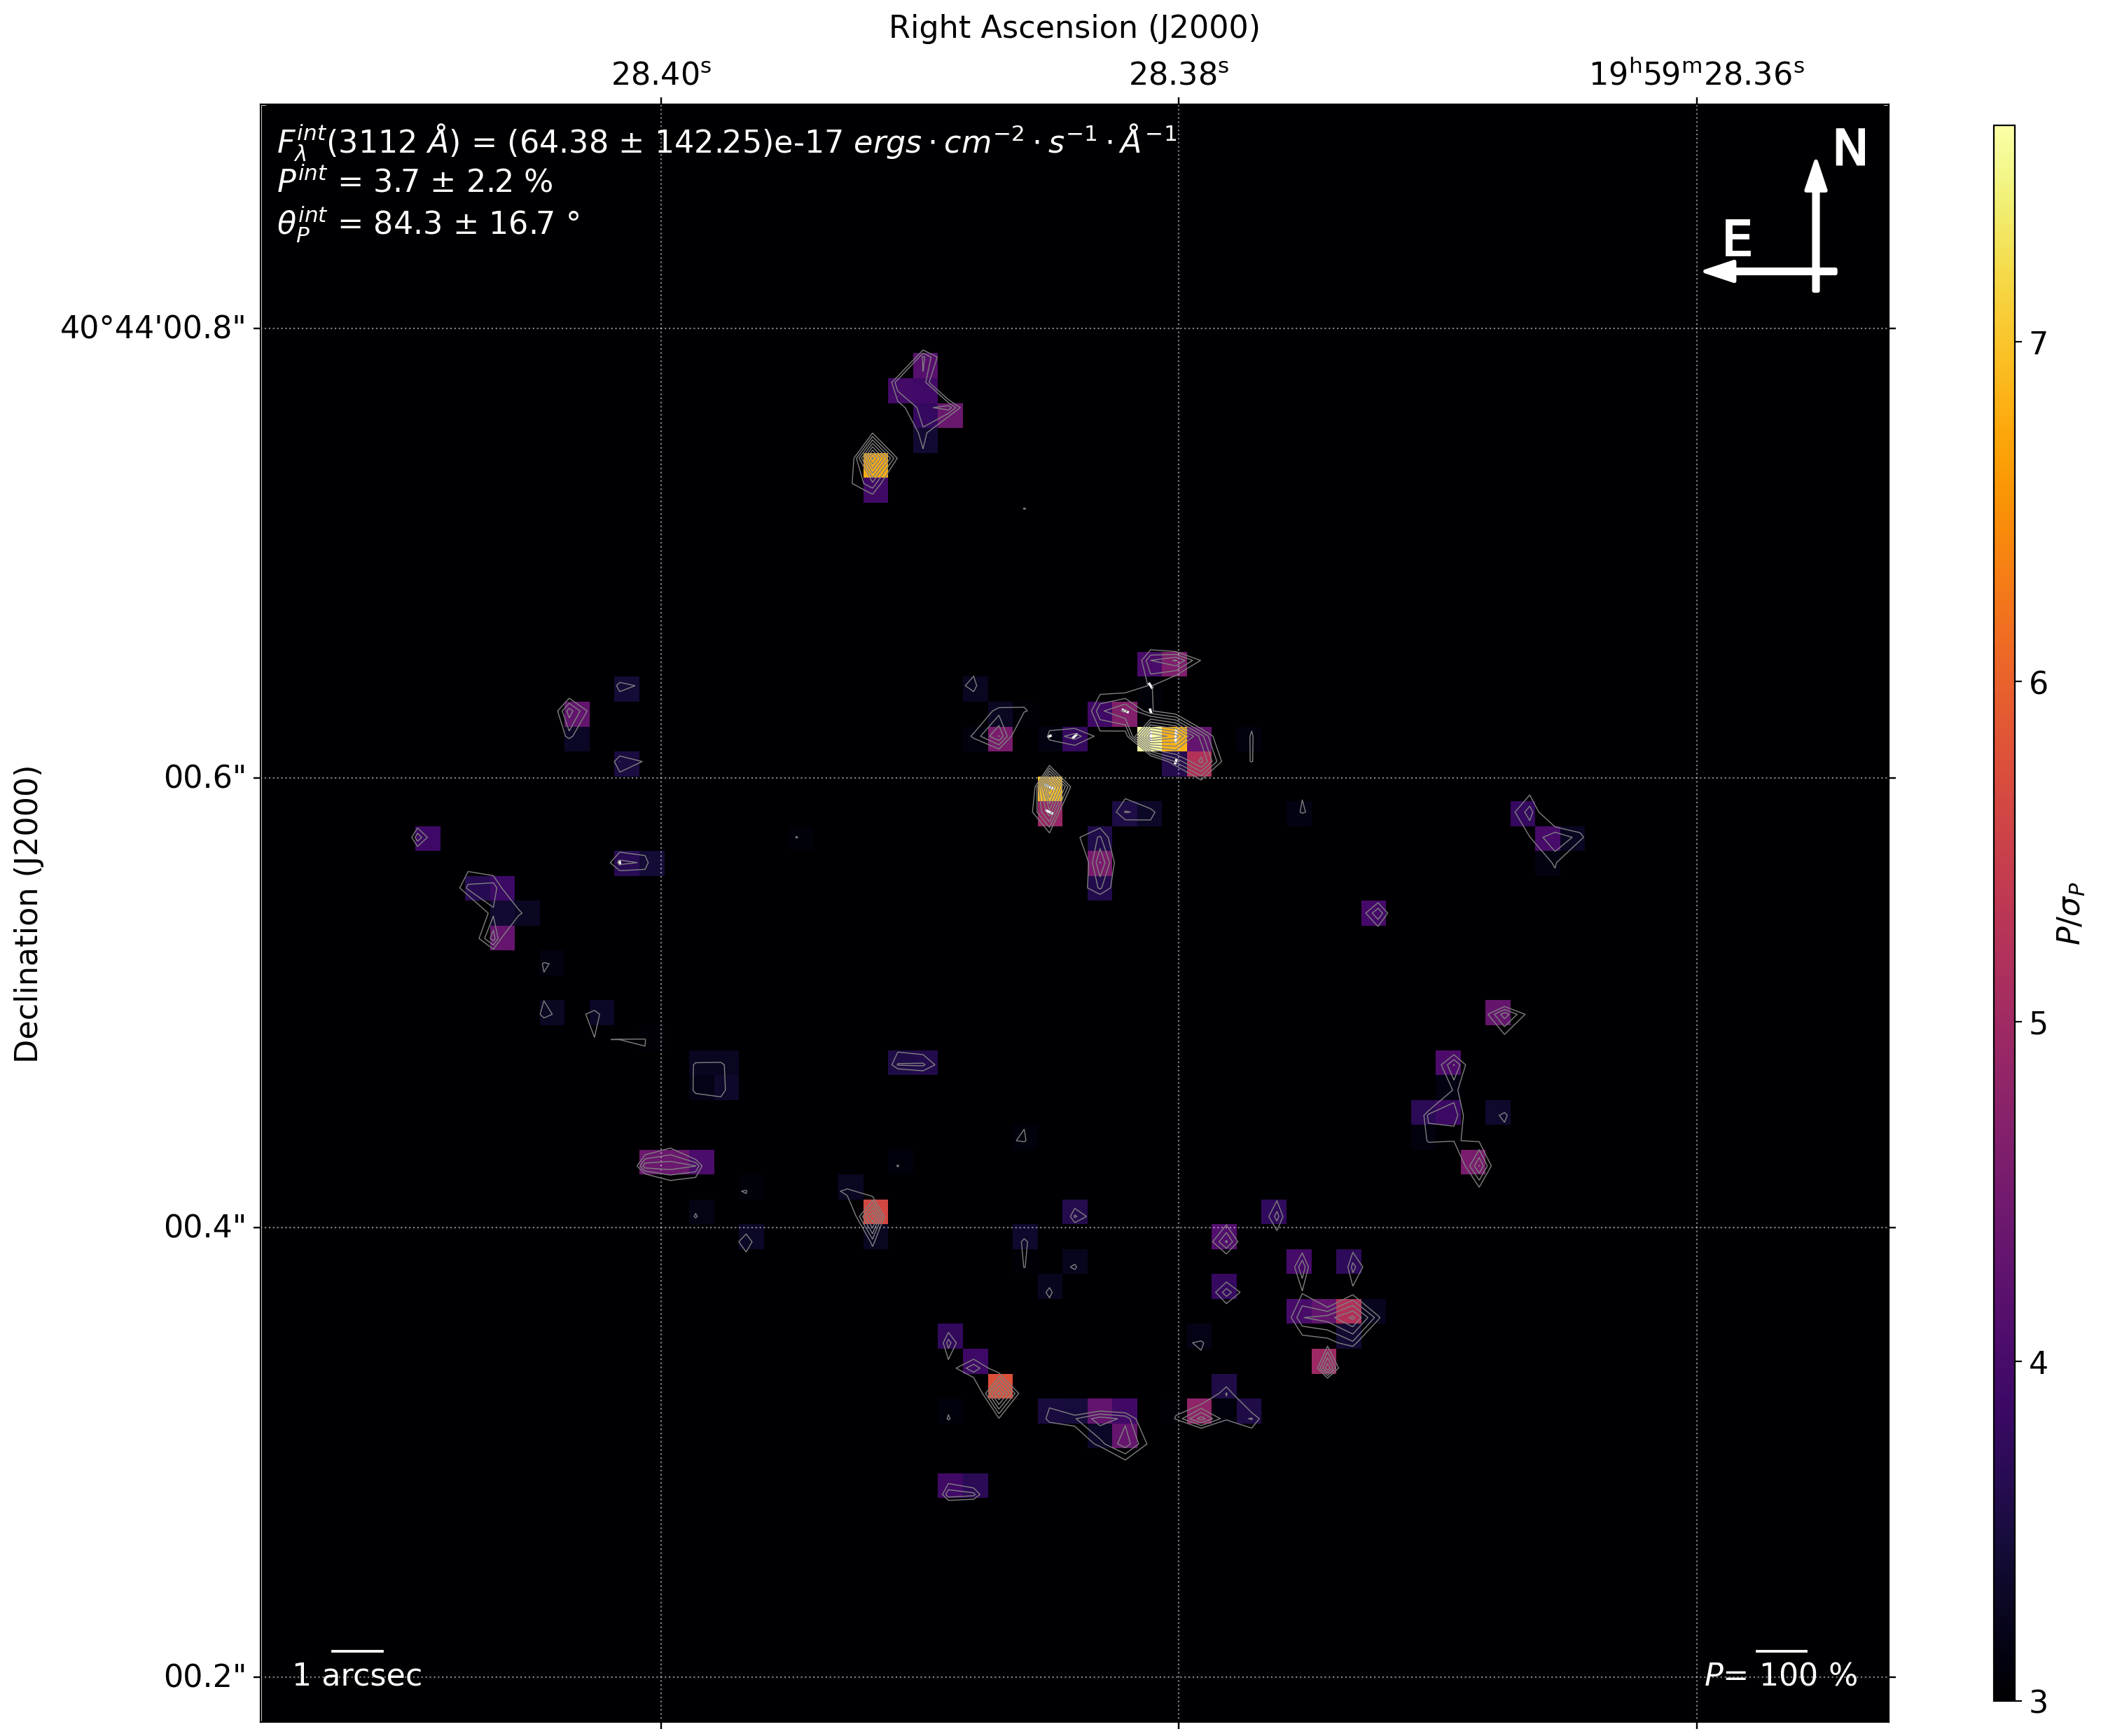 Right Ascension (J2000)
28.40ˢ 28.38ˢ 19ʰ59ᵐ28.36ˢ
F_λ^int(3112 Å) = (64.38 ± 142.25)e-17 ergs · cm⁻² · s⁻¹ · Å⁻¹
P^int = 3.7 ± 2.2 %
θ_P^int = 84.3 ± 16.7 °
N
E
40°44'00.8"
00.6"
00.4"
00.2"
Declination (J2000)
1 arcsec
P= 100 %
7
6
5
4
3
P/σ_P